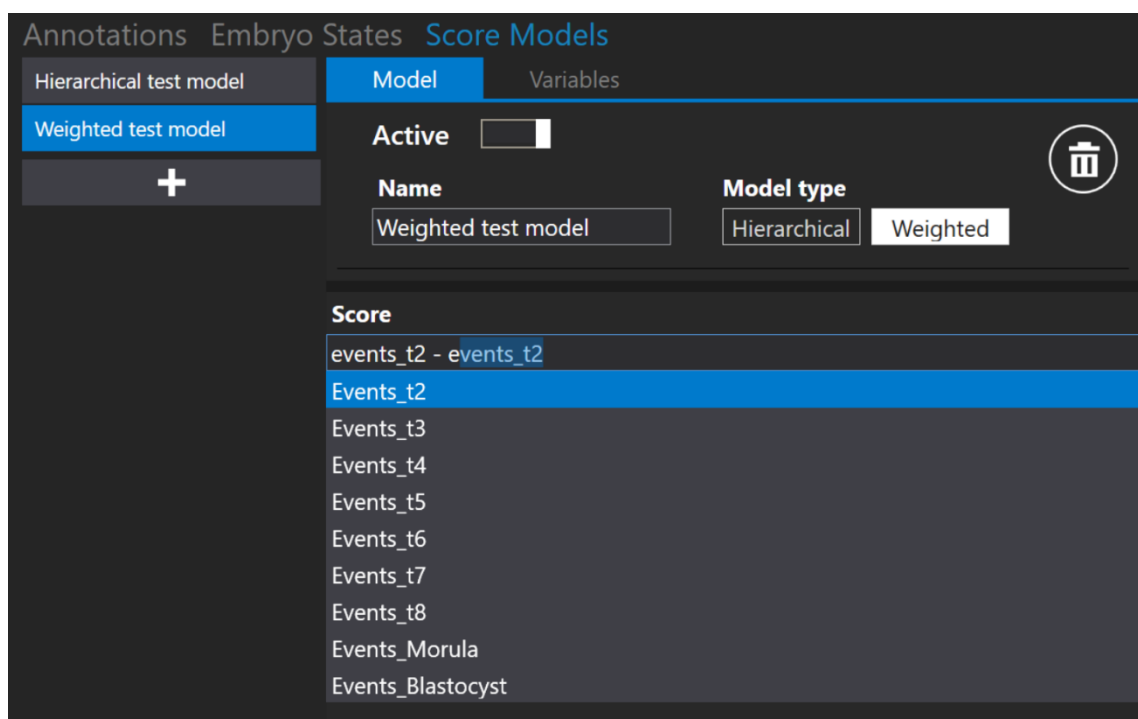 Annotations Embryo States Score Models
Hierarchical test model
Weighted test model
Model Variables
Active
Name Model type
Weighted test model Hierarchical Weighted
Score
events_t2 - events_t2
Events_t2
Events_t3
Events_t4
Events_t5
Events_t6
Events_t7
Events_t8
Events_Morula
Events_Blastocyst